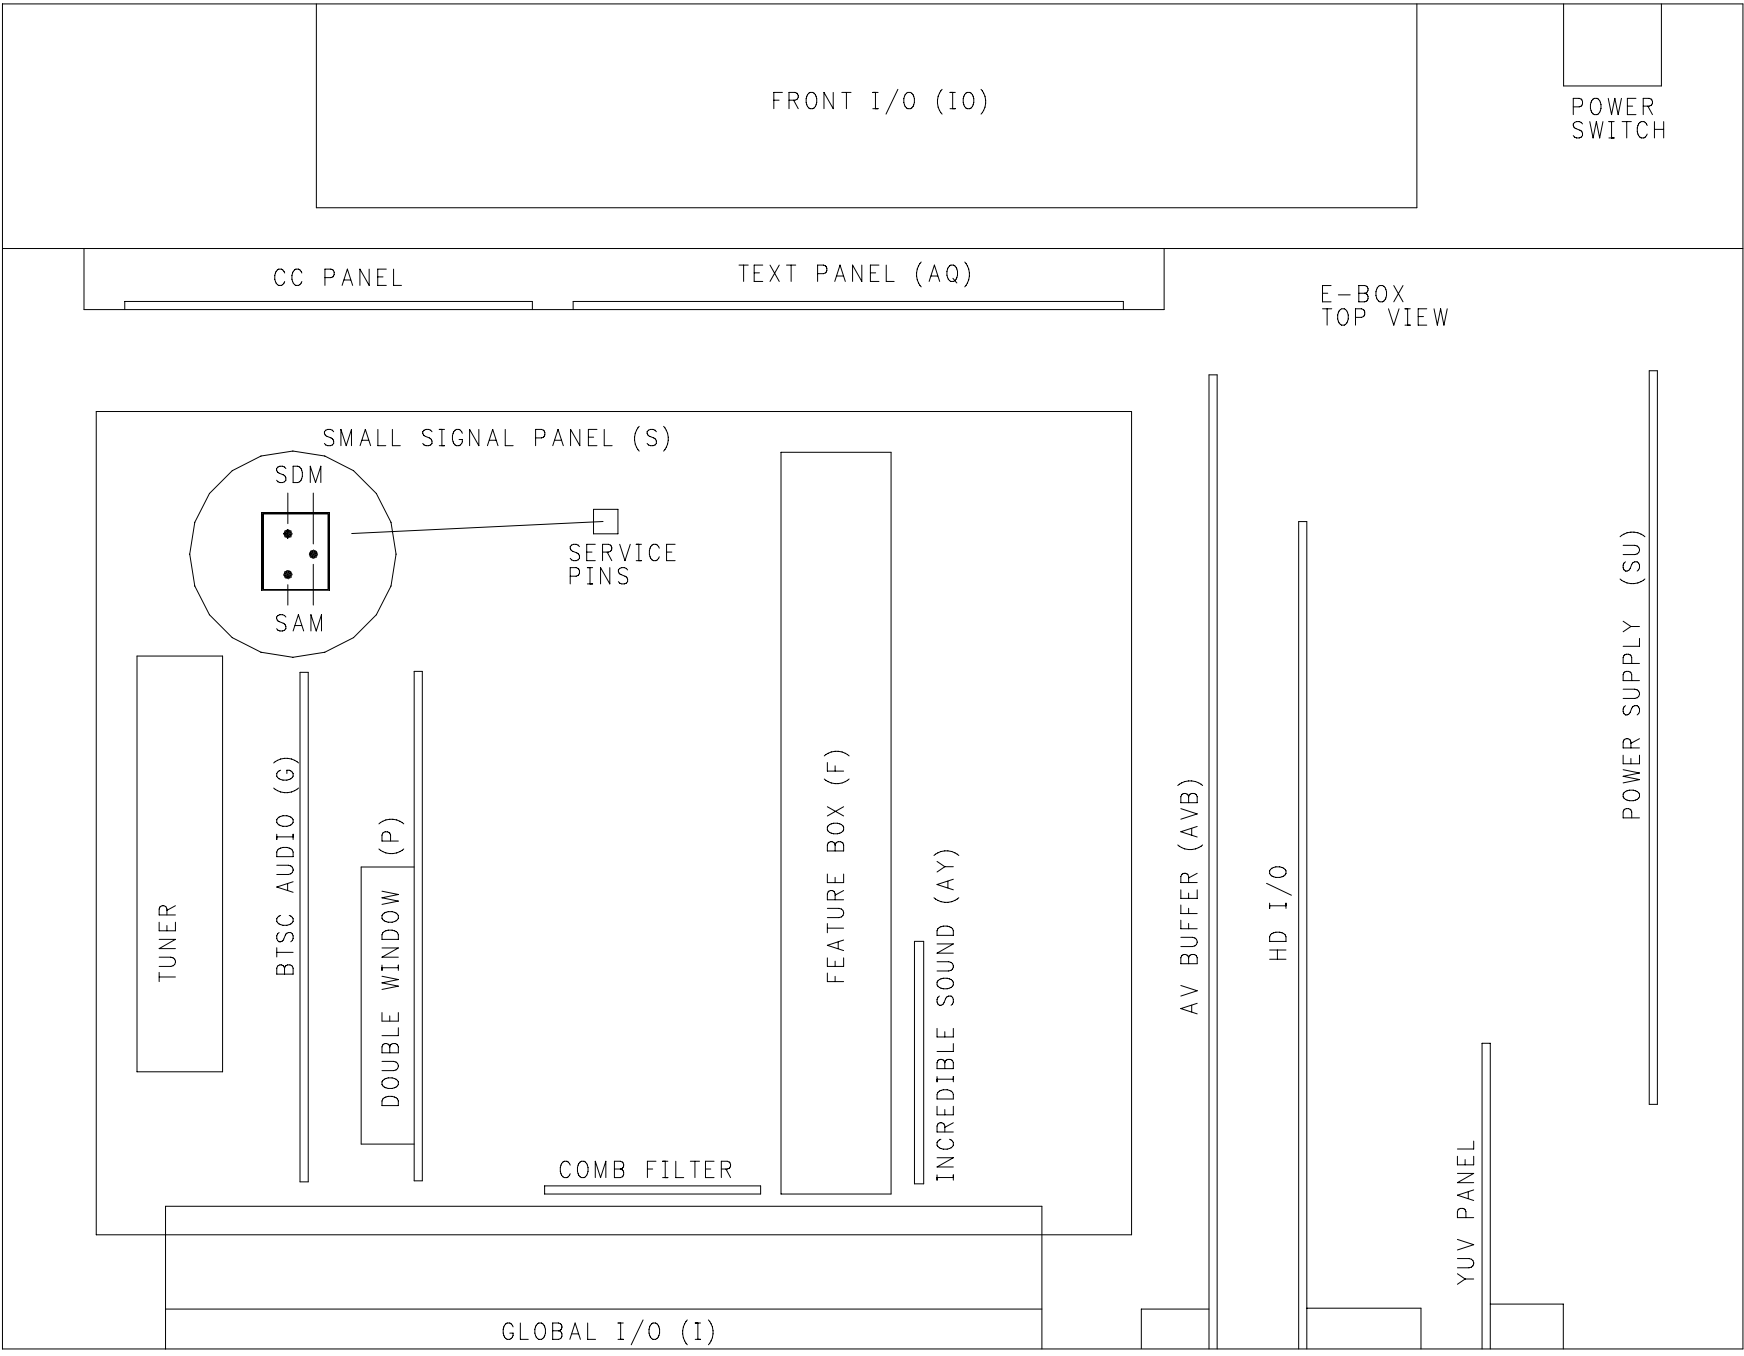 FRONT I/O (IO)
POWER
SWITCH
CC PANEL
TEXT PANEL (AQ)
E-BOX
TOP VIEW
SMALL SIGNAL PANEL (S)
SDM
SERVICE
PINS
SAM
TUNER
BTSC AUDIO (G)
DOUBLE WINDOW (P)
FEATURE BOX (F)
INCREDIBLE SOUND (AY)
AV BUFFER (AVB)
HD I/O
POWER SUPPLY (SU)
COMB FILTER
YUV PANEL
GLOBAL I/O (I)